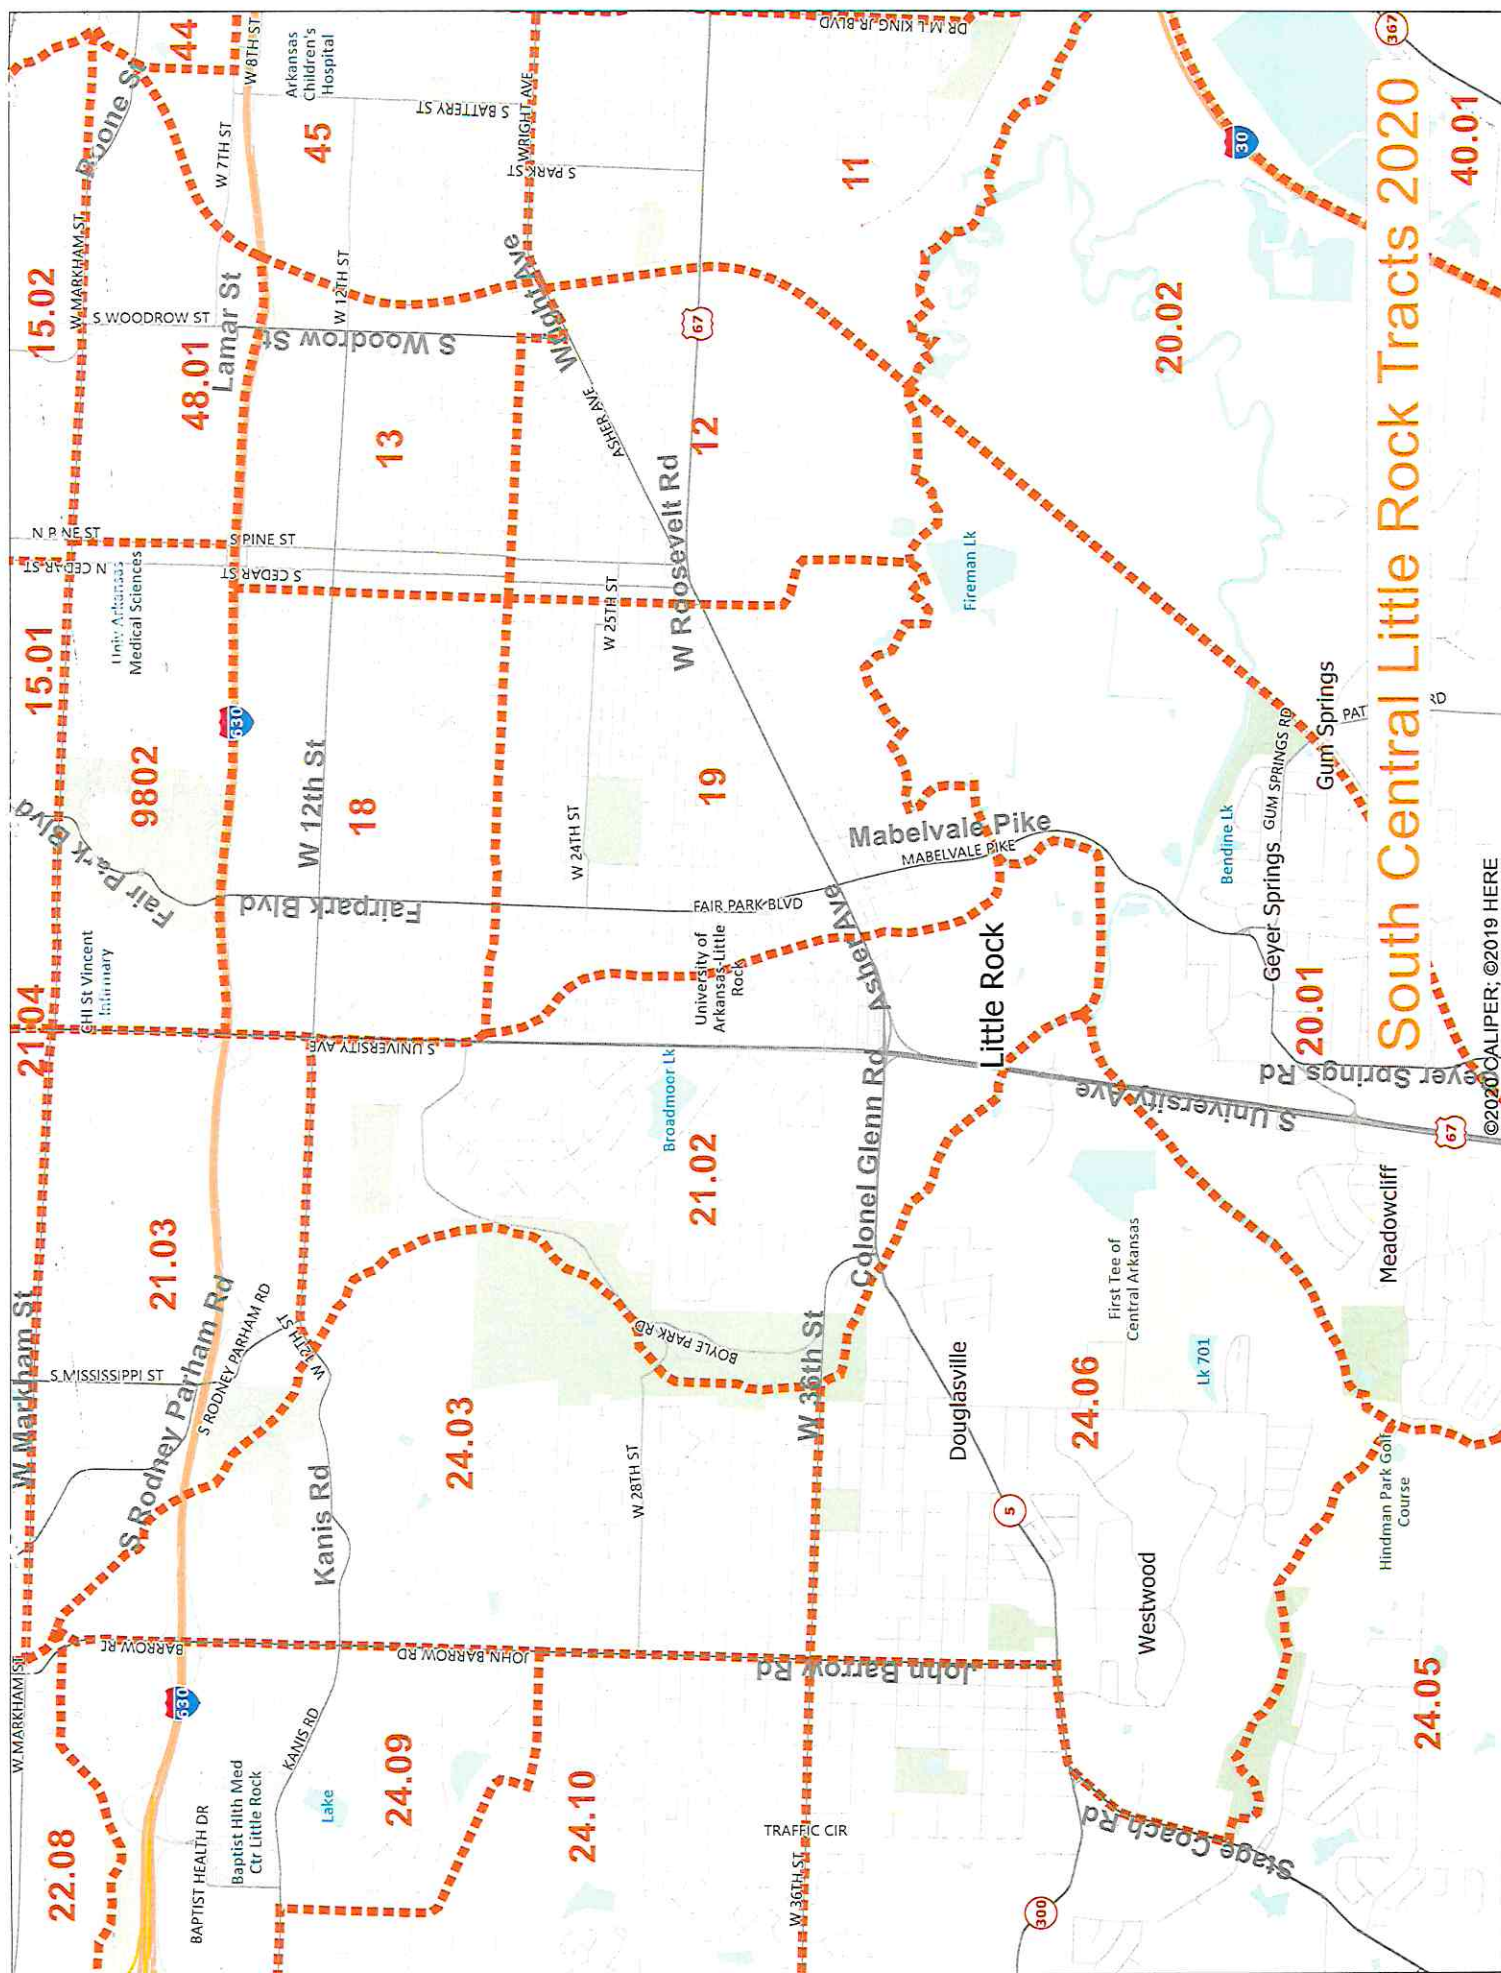 South Central Little Rock Tracts 2020
©2020 CALIPER; ©2019 HERE
W MARKHAM ST
22.08
BAPTIST HEALTH DR
Baptist Hlth Med
Ctr Little Rock
630
KANIS RD
Lake
24.09
24.10
TRAFFIC CIR
W 36TH ST
300
Stage Coach Rd
24.05
JOHN BARROW RD
John Barrow Rd
W Markham St
S MISSISSIPPI ST
21.03
S Rodney Parham Rd
S RODNEY PARHAM RD
W 12TH ST
Kanis Rd
24.03
W 28TH ST
BOYLE PARK RD
W 36th St
Colonel Glenn Rd
Douglasville
5
24.06
Westwood
First Tee of
Central Arkansas
Lk 701
Hindman Park Golf
Course
Meadowcliff
67
21.04
CHI St Vincent
Infirmary
S UNIVERSITY AVE
Broadmoor Lk
21.02
University of
Arkansas-Little
Rock
Asher Ave
Little Rock
S University Ave
Geyer Springs Rd
20.01
Geyer Springs
Fair Park Blvd
9802
15.01
Univ Arkansas
Medical Sciences
630
W 12th St
18
Fairpark Blvd
W 24TH ST
FAIR PARK BLVD
19
Mabelvale Pike
MABELVALE PIKE
Bendine Lk
GUM SPRINGS RD
Gum Springs
N CEDAR ST
S PINE ST
S CEDAR ST
W 25TH ST
W Roosevelt Rd
Fireman Lk
15.02
W MARKHAM ST
S WOODROW ST
48.01
Lamar St
W 7TH ST
W 12TH ST
S Woodrow St
13
Wright Ave
ASHER AVE
67
12
20.02
44
W 8TH ST
Arkansas
Children's
Hospital
45
S BATTERY ST
WRIGHT AVE
S PARK ST
11
DR M L KING JR BLVD
30
367
40.01